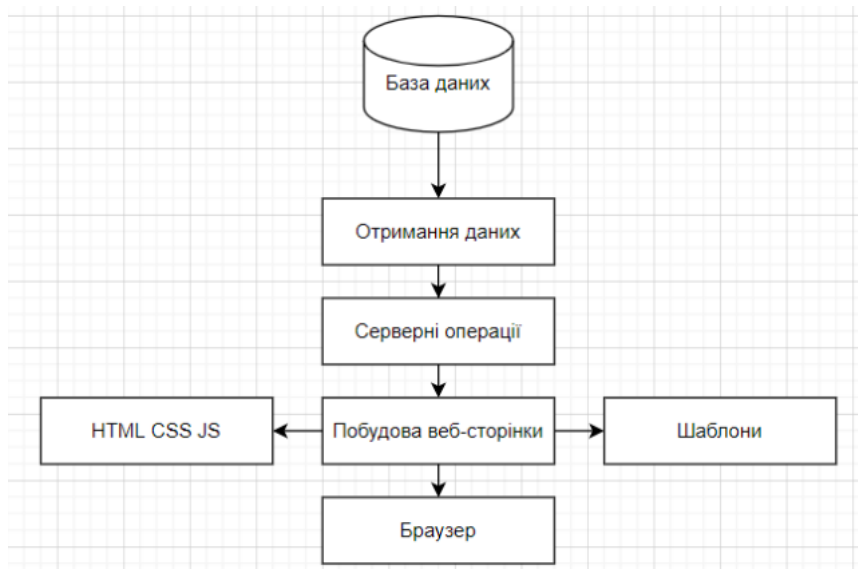 База даних
Отримання даних
Серверні операції
HTML CSS JS
Побудова веб-сторінки
Шаблони
Браузер